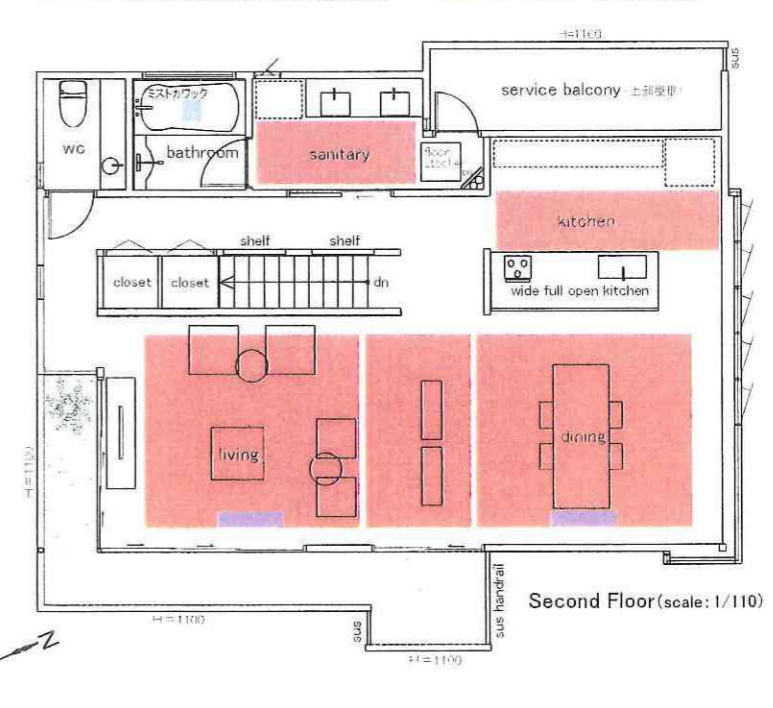 H=1100
sus
service balcony
ミストカワック
wc
bathroom
sanitary
floor
kitchen
shelf
shelf
closet
closet
dn
wide full open kitchen
living
dining
H=1100
sus handrail
Second Floor(scale: 1/110)
H=1100
sus
H=1100
N